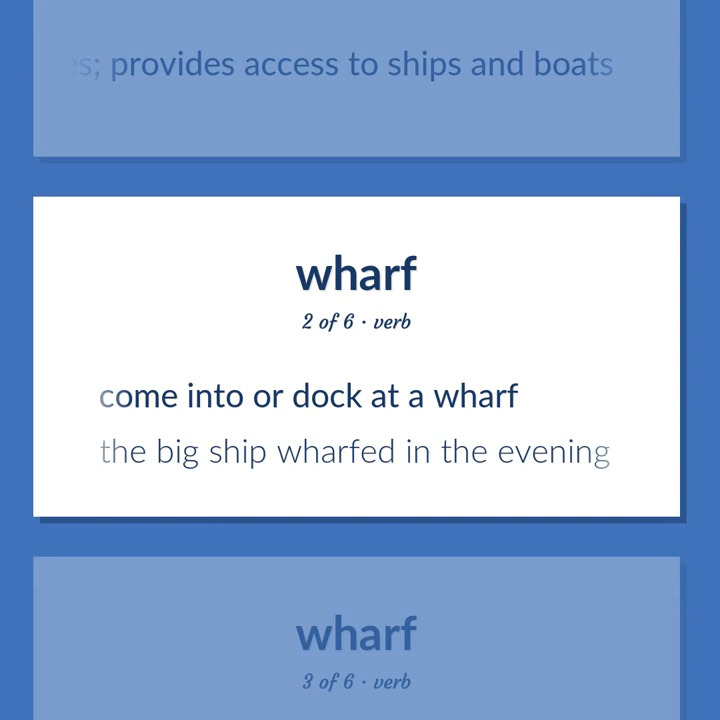 provides access to ships and boats
wharf
2 of 6 · verb
come into or dock at a wharf
the big ship wharfed in the evening
wharf
3 of 6 · verb